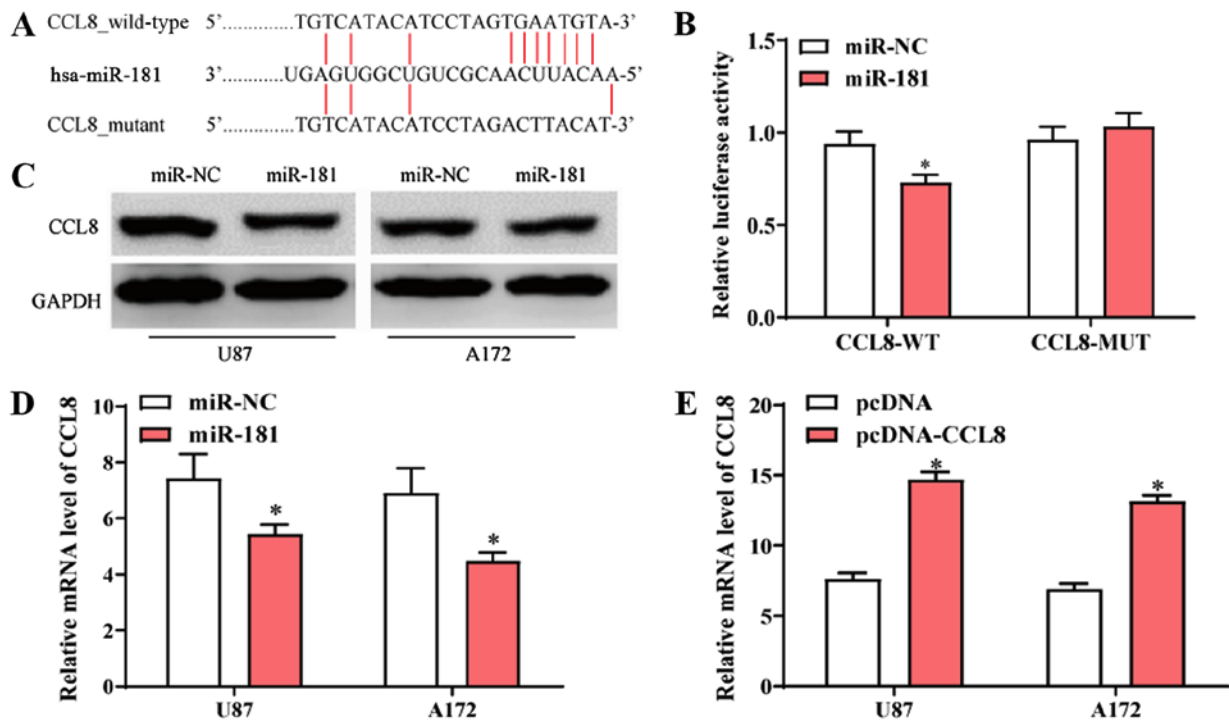 A
CCL8_wild-type 5’.............TGTCATACATCCTAGTGAATGTA-3’
hsa-miR-181 3’.............UGAGUGGCUGUCGCAACUUACAA-5’
CCL8_mutant 5’.............TGTCATACATCCTAGACTTACAT-3’
B
miR-NC
miR-181
Relative luciferase activity
1.5
1.0
0.5
0.0
*
CCL8-WT CCL8-MUT
C
miR-NC miR-181 miR-NC miR-181
CCL8
GAPDH
U87 A172
D
miR-NC
miR-181
Relative mRNA level of CCL8
10
8
6
4
2
0
* *
U87 A172
E
pcDNA
pcDNA-CCL8
Relative mRNA level of CCL8
20
15
10
5
0
* *
U87 A172